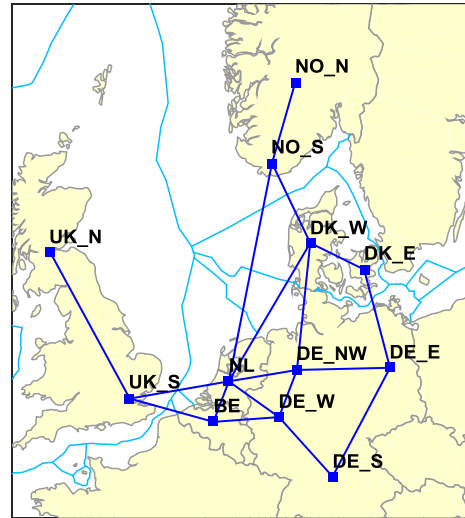 NO_N
NO_S
UK_N
DK_W
DK_E
NL
DE_NW
DE_E
UK_S
BE
DE_W
DE_S